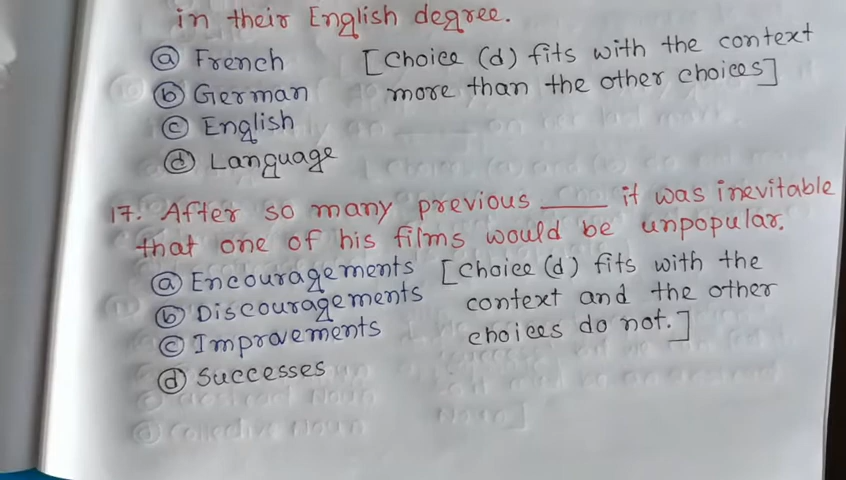 in their English degree.
ⓐ French [Choice (d) fits with the context
ⓑ German more than the other choices]
ⓒ English
ⓓ Language
17. After so many previous _____ it was inevitable
that one of his films would be unpopular.
ⓐ Encouragements [Choice (d) fits with the
ⓑ Discouragements context and the other
ⓒ Improvements choices do not.]
ⓓ Successes